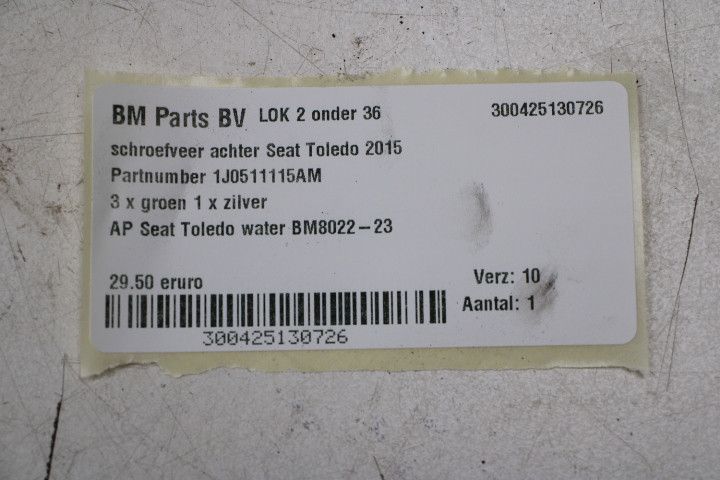 BM Parts BV LOK 2 onder 36 300425130726
schroefveer achter Seat Toledo 2015
Partnumber 1J0511115AM
3 x groen 1 x zilver
AP Seat Toledo water BM8022-23
29.50 eruro Verz: 10
Aantal: 1
300425130726